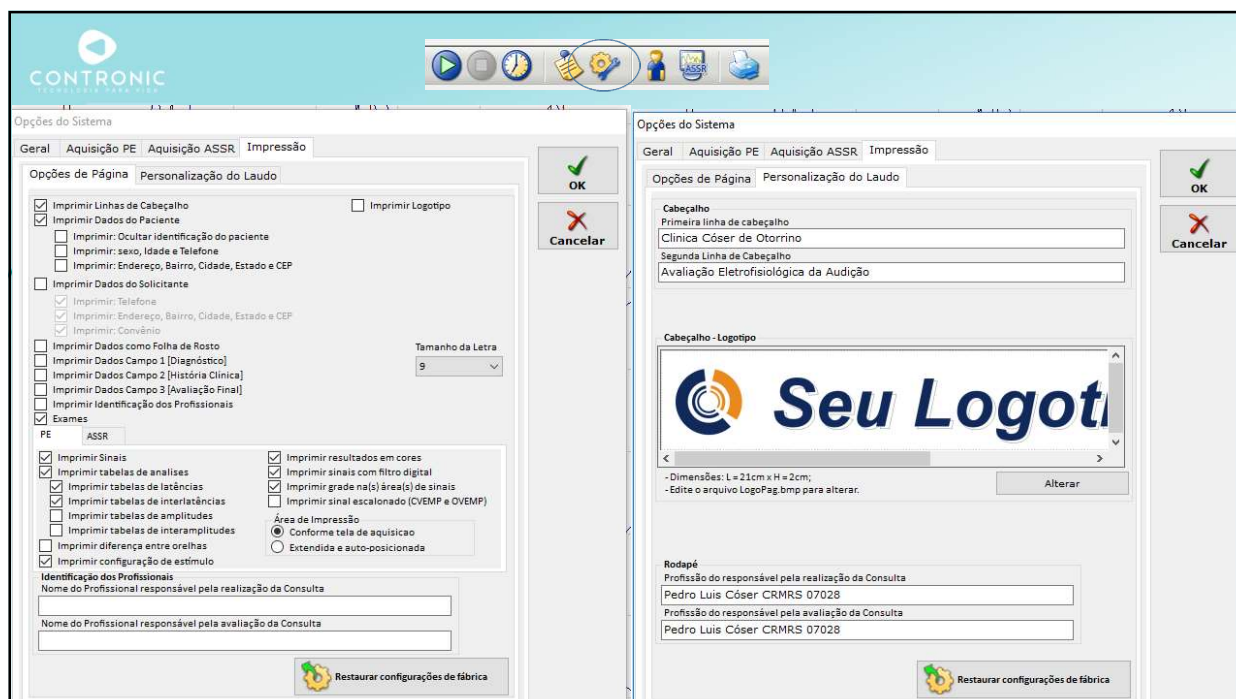 CONTRONIC
TECNOLOGIA PARA VIDA
ASSR
Opções do Sistema
Geral Aquisição PE Aquisição ASSR Impressão
Opções de Página Personalização do Laudo
Imprimir Linhas de Cabeçalho Imprimir Logotipo
Imprimir Dados do Paciente
Imprimir: Ocultar identificação do paciente
Imprimir: sexo, Idade e Telefone
Imprimir: Endereço, Bairro, Cidade, Estado e CEP
Imprimir Dados do Solicitante
Imprimir: Telefone
Imprimir: Endereço, Bairro, Cidade, Estado e CEP
Imprimir: Convênio
Imprimir Dados como Folha de Rosto
Imprimir Dados Campo 1 [Diagnóstico]
Imprimir Dados Campo 2 [História Clínica]
Imprimir Dados Campo 3 [Avaliação Final]
Imprimir Identificação dos Profissionais
Exames
Tamanho da Letra
9
PE ASSR
Imprimir Sinais
Imprimir tabelas de analises
Imprimir tabelas de latências
Imprimir tabelas de interlatências
Imprimir tabelas de amplitudes
Imprimir tabelas de interamplitudes
Imprimir diferença entre orelhas
Imprimir configuração de estímulo
Imprimir resultados em cores
Imprimir sinais com filtro digital
Imprimir grade na(s) área(s) de sinais
Imprimir sinal escalonado (CVEMP e OVEMP)
Área de Impressão
Conforme tela de aquisicao
Extendida e auto-posicionada
Identificação dos Profissionais
Nome do Profissional responsável pela realização da Consulta
Nome do Profissional responsável pela avaliação da Consulta
Restaurar configurações de fábrica
OK
Cancelar
Opções do Sistema
Geral Aquisição PE Aquisição ASSR Impressão
Opções de Página Personalização do Laudo
Cabeçalho
Primeira linha de cabeçalho
Clinica Cóser de Otorrino
Segunda Linha de Cabeçalho
Avaliação Eletrofisiológica da Audição
Cabeçalho - Logotipo
Seu Logoti
- Dimensões: L = 21cm x H = 2cm;
- Edite o arquivo LogoPag.bmp para alterar.
Alterar
Rodapé
Profissão do responsável pela realização da Consulta
Pedro Luis Cóser CRMRS 07028
Profissão do responsável pela avaliação da Consulta
Pedro Luis Cóser CRMRS 07028
Restaurar configurações de fábrica
OK
Cancelar